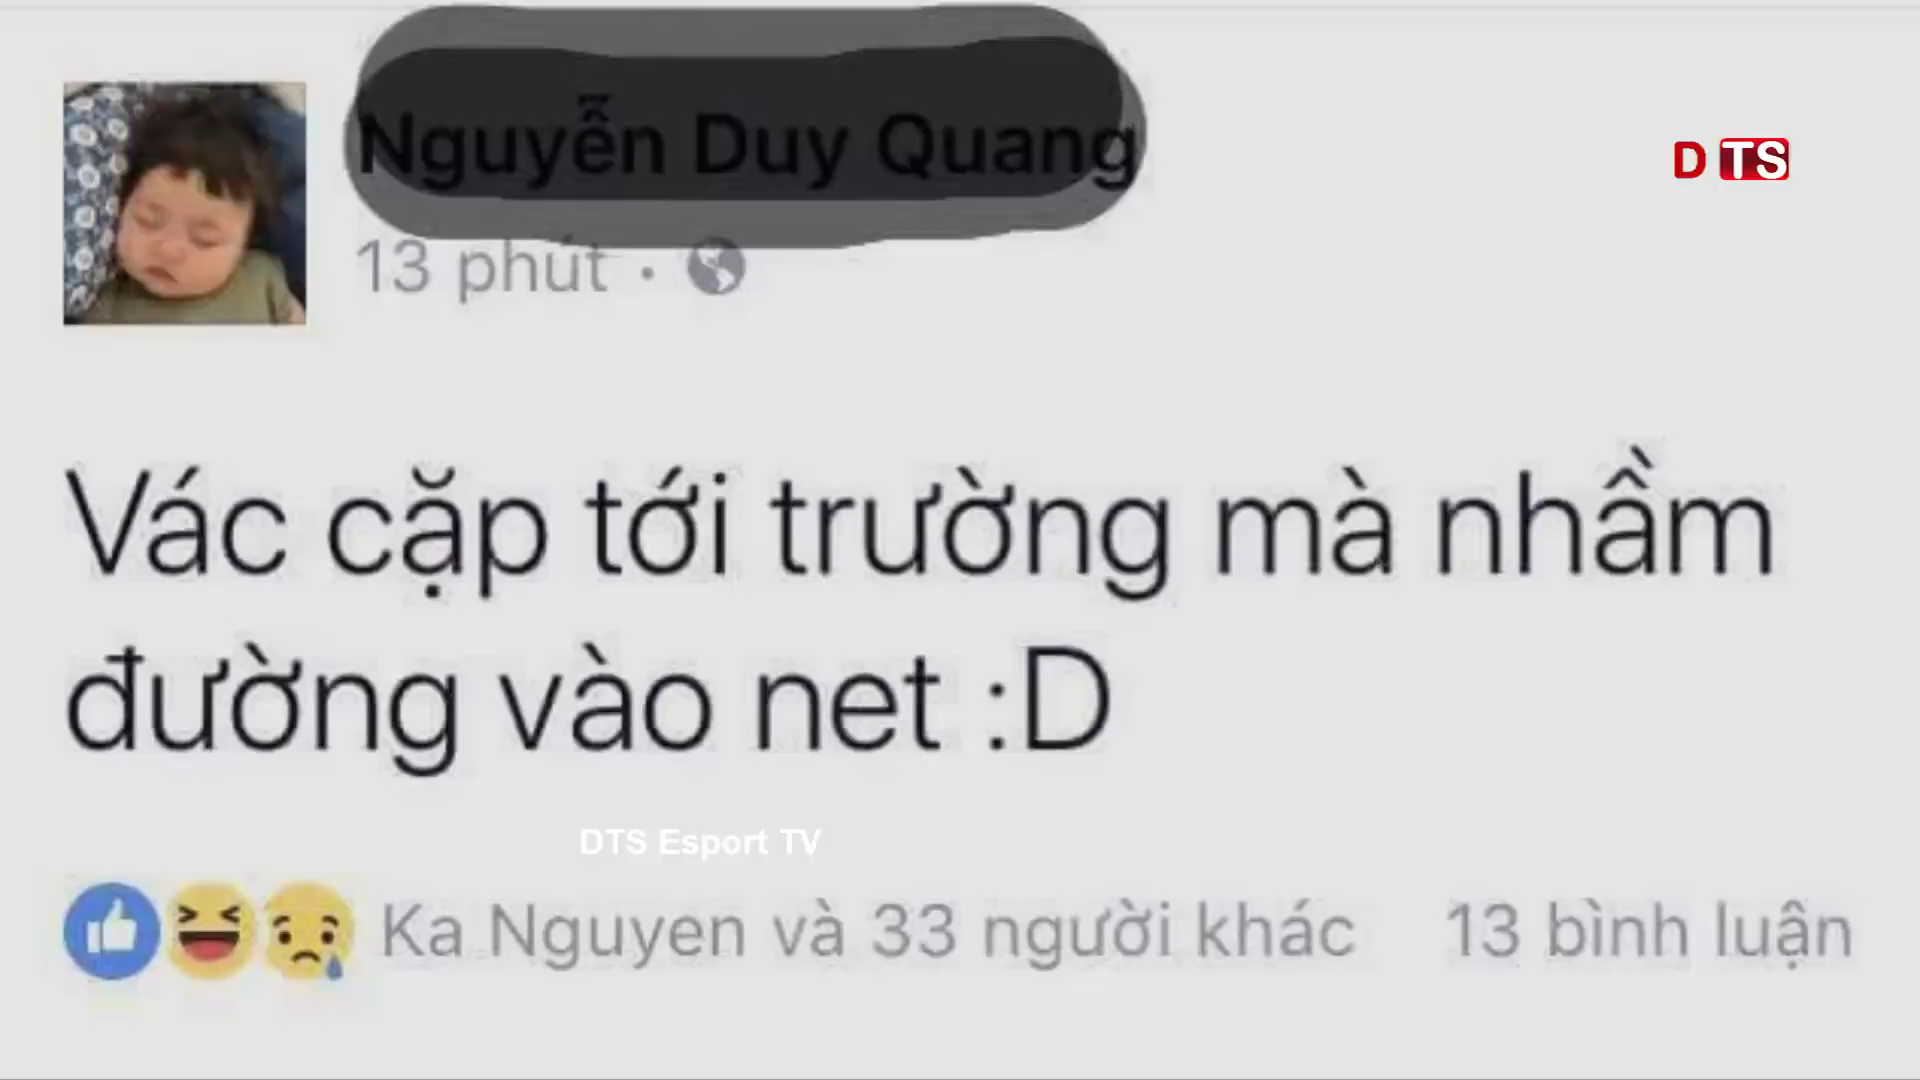 Nguyễn Duy Quang
D TS
13 phút ·
Vác cặp tới trường mà nhầm
đường vào net :D
DTS Esport TV
Ka Nguyen và 33 người khác 13 bình luận